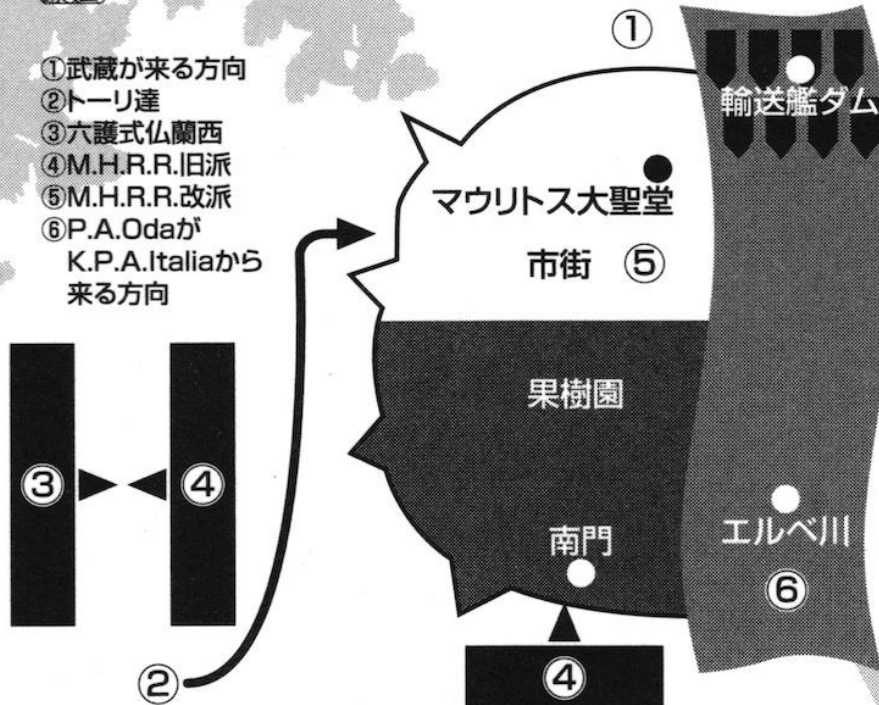 ①武蔵が来る方向
②トーリ達
③六護式仏蘭西
④M.H.R.R.旧派
⑤M.H.R.R.改派
⑥P.A.Odaが
K.P.A.Italiaから
来る方向
①
輸送艦ダム
マウリトス大聖堂
市街 ⑤
果樹園
③
④
南門
エルベ川
⑥
②
④